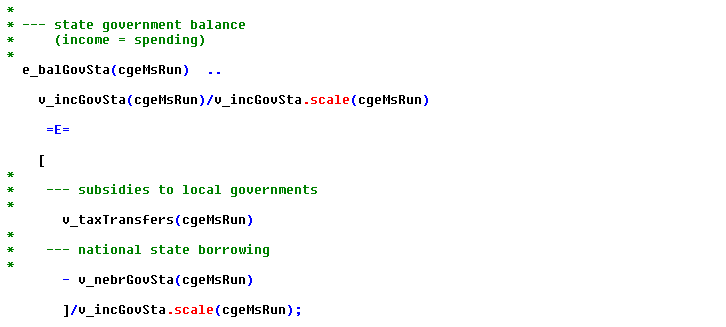 *
* --- state government balance
*     (income = spending)
*
  e_balGovSta(cgeMsRun)  ..
    v_incGovSta(cgeMsRun)/v_incGovSta.scale(cgeMsRun)
     =E=
    [
*
*    --- subsidies to local governments
*
       v_taxTransfers(cgeMsRun)
*
*    --- national state borrowing
*
       - v_nebrGovSta(cgeMsRun)
       ]/v_incGovSta.scale(cgeMsRun);